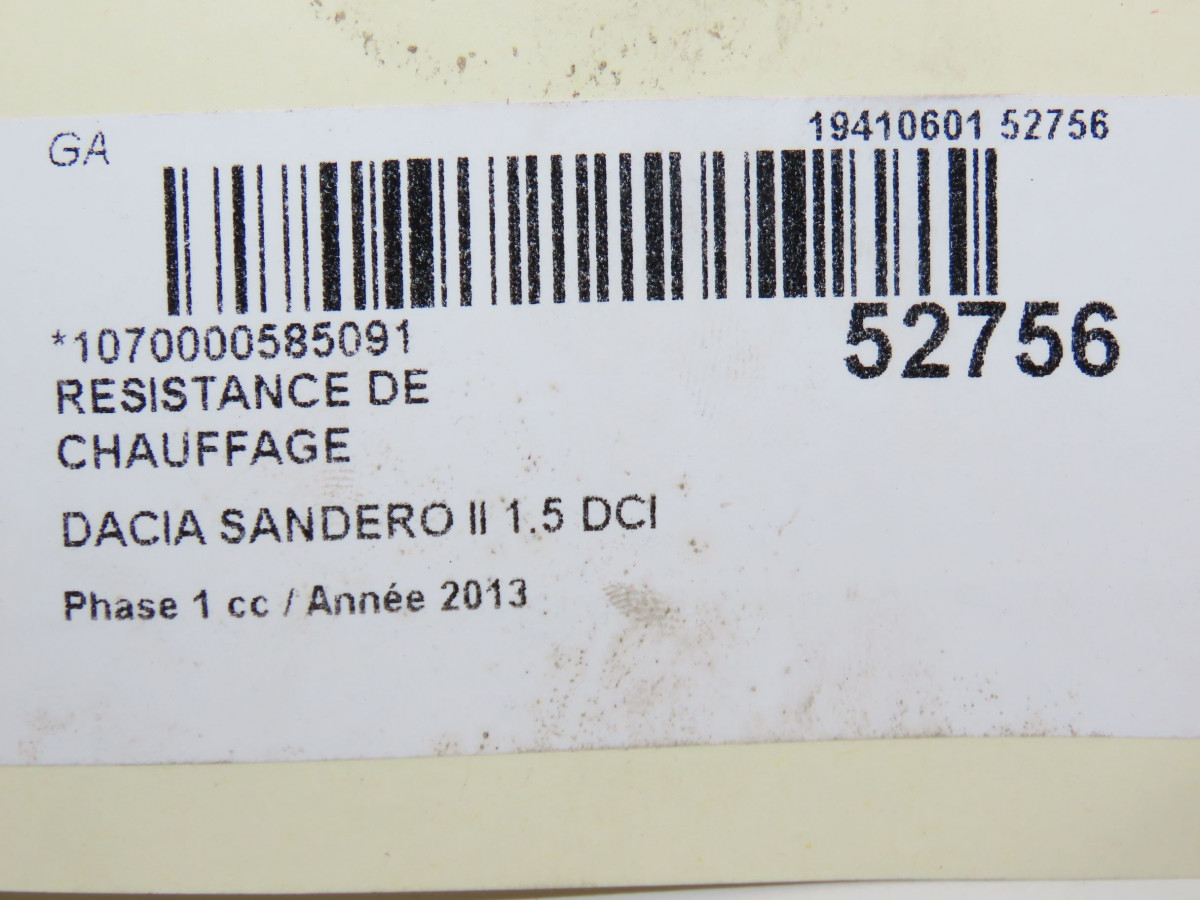 GA
19410601 52756
52756
*1070000585091
RESISTANCE DE
CHAUFFAGE
DACIA SANDERO II 1.5 DCI
Phase 1 cc / Année 2013